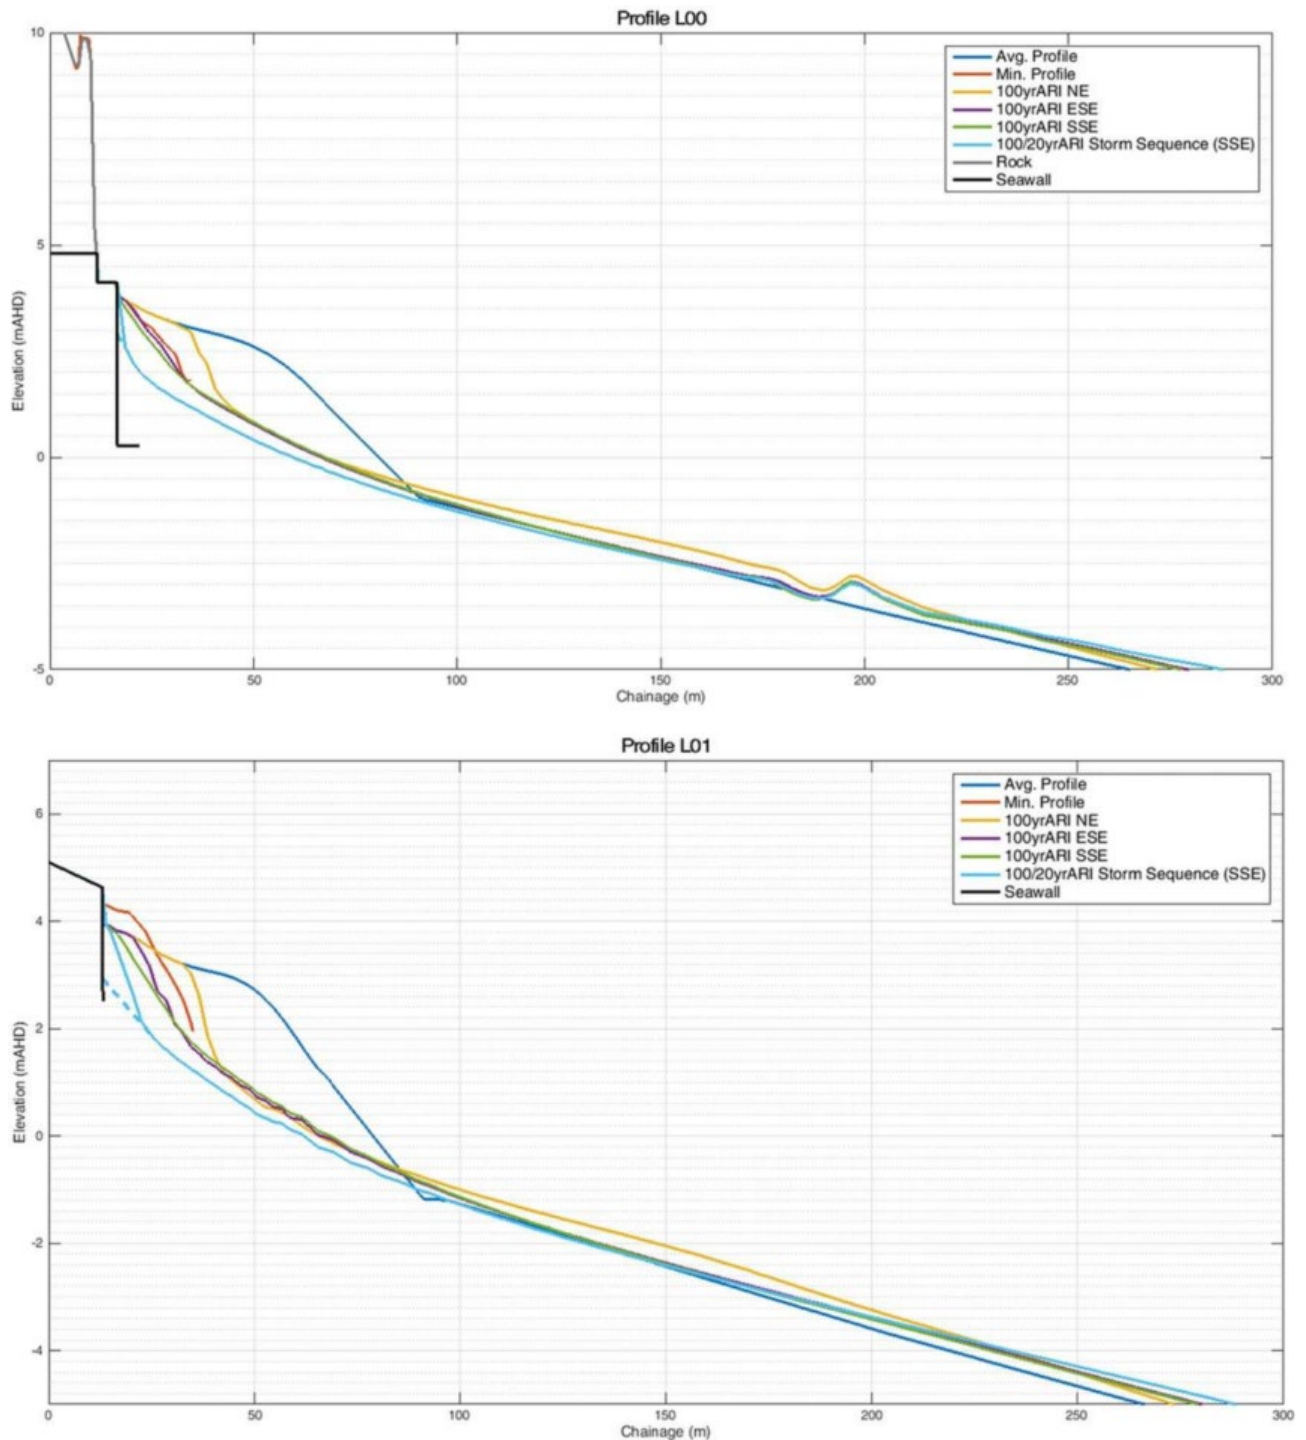 Profile L00
10
5
0
-5
Elevation (mAHD)
Avg. Profile
Min. Profile
100yrARI NE
100yrARI ESE
100yrARI SSE
100/20yrARI Storm Sequence (SSE)
Rock
Seawall
0 50 100 150 200 250 300
Chainage (m)
Profile L01
6
4
2
0
-2
-4
Elevation (mAHD)
Avg. Profile
Min. Profile
100yrARI NE
100yrARI ESE
100yrARI SSE
100/20yrARI Storm Sequence (SSE)
Seawall
0 50 100 150 200 250 300
Chainage (m)